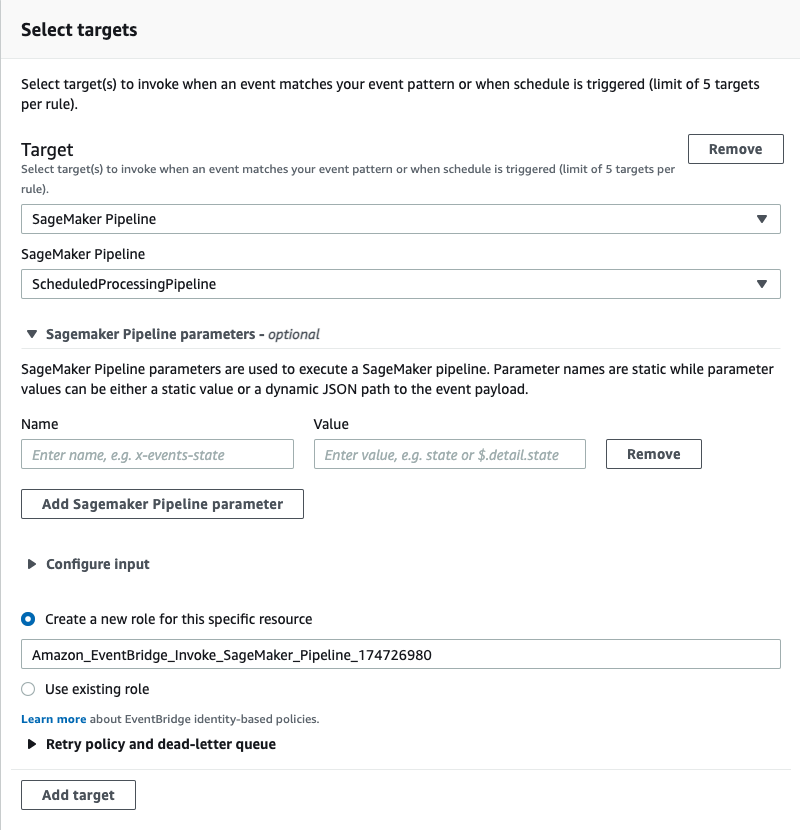 Select targets
Select target(s) to invoke when an event matches your event pattern or when schedule is triggered (limit of 5 targets
per rule).
Target
Remove
Select target(s) to invoke when an event matches your event pattern or when schedule is triggered (limit of 5 targets per
rule).
SageMaker Pipeline
SageMaker Pipeline
ScheduledProcessingPipeline
Sagemaker Pipeline parameters - optional
SageMaker Pipeline parameters are used to execute a SageMaker pipeline. Parameter names are static while parameter
values can be either a static value or a dynamic JSON path to the event payload.
Name Value
Enter name, e.g. x-events-state Enter value, e.g. state or $.detail.state Remove
Add Sagemaker Pipeline parameter
Configure input
Create a new role for this specific resource
Amazon_EventBridge_Invoke_SageMaker_Pipeline_174726980
Use existing role
Learn more about EventBridge identity-based policies.
Retry policy and dead-letter queue
Add target